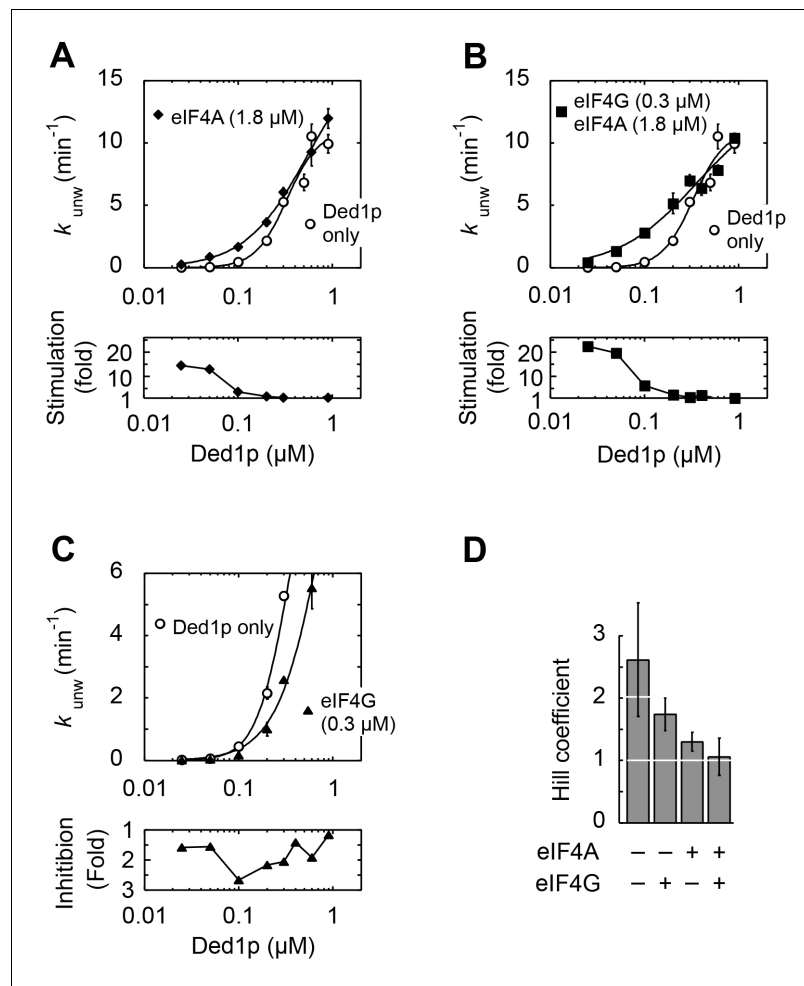 A
15
10
5
0
k unw (min-1)
eIF4A (1.8 µM)
Ded1p
only
0.01
0.1
1
Stimulation
(fold)
20
10
1
0.01
0.1
1
Ded1p (µM)
B
15
10
5
0
k unw (min-1)
eIF4G (0.3 µM)
eIF4A (1.8 µM)
Ded1p
only
0.01
0.1
1
Stimulation
(fold)
20
10
1
0.01
0.1
1
Ded1p (µM)
C
6
4
2
0
k unw (min-1)
Ded1p only
eIF4G
(0.3 µM)
0.01
0.1
1
Inhitibion
(Fold)
1
2
3
0.01
0.1
1
Ded1p (µM)
D
3
2
1
0
Hill coefficient
eIF4A – – + +
eIF4G – + – +